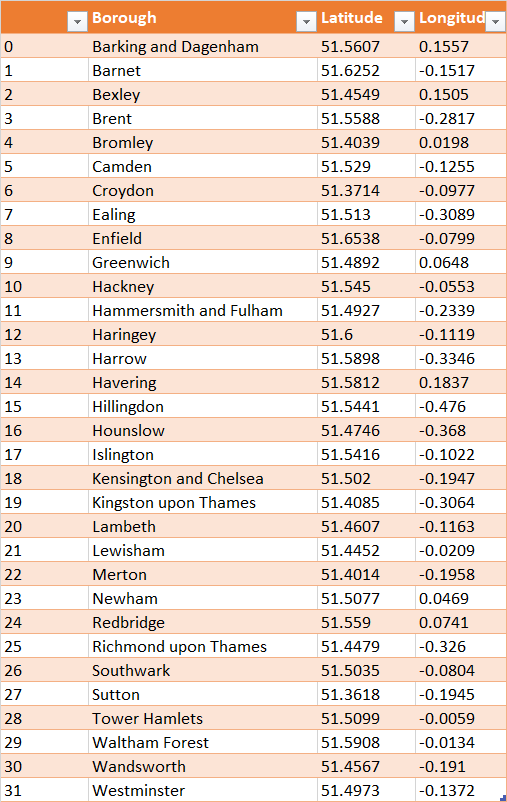 Borough Latitude Longitud
0 Barking and Dagenham 51.5607 0.1557
1 Barnet 51.6252 -0.1517
2 Bexley 51.4549 0.1505
3 Brent 51.5588 -0.2817
4 Bromley 51.4039 0.0198
5 Camden 51.529 -0.1255
6 Croydon 51.3714 -0.0977
7 Ealing 51.513 -0.3089
8 Enfield 51.6538 -0.0799
9 Greenwich 51.4892 0.0648
10 Hackney 51.545 -0.0553
11 Hammersmith and Fulham 51.4927 -0.2339
12 Haringey 51.6 -0.1119
13 Harrow 51.5898 -0.3346
14 Havering 51.5812 0.1837
15 Hillingdon 51.5441 -0.476
16 Hounslow 51.4746 -0.368
17 Islington 51.5416 -0.1022
18 Kensington and Chelsea 51.502 -0.1947
19 Kingston upon Thames 51.4085 -0.3064
20 Lambeth 51.4607 -0.1163
21 Lewisham 51.4452 -0.0209
22 Merton 51.4014 -0.1958
23 Newham 51.5077 0.0469
24 Redbridge 51.559 0.0741
25 Richmond upon Thames 51.4479 -0.326
26 Southwark 51.5035 -0.0804
27 Sutton 51.3618 -0.1945
28 Tower Hamlets 51.5099 -0.0059
29 Waltham Forest 51.5908 -0.0134
30 Wandsworth 51.4567 -0.191
31 Westminster 51.4973 -0.1372